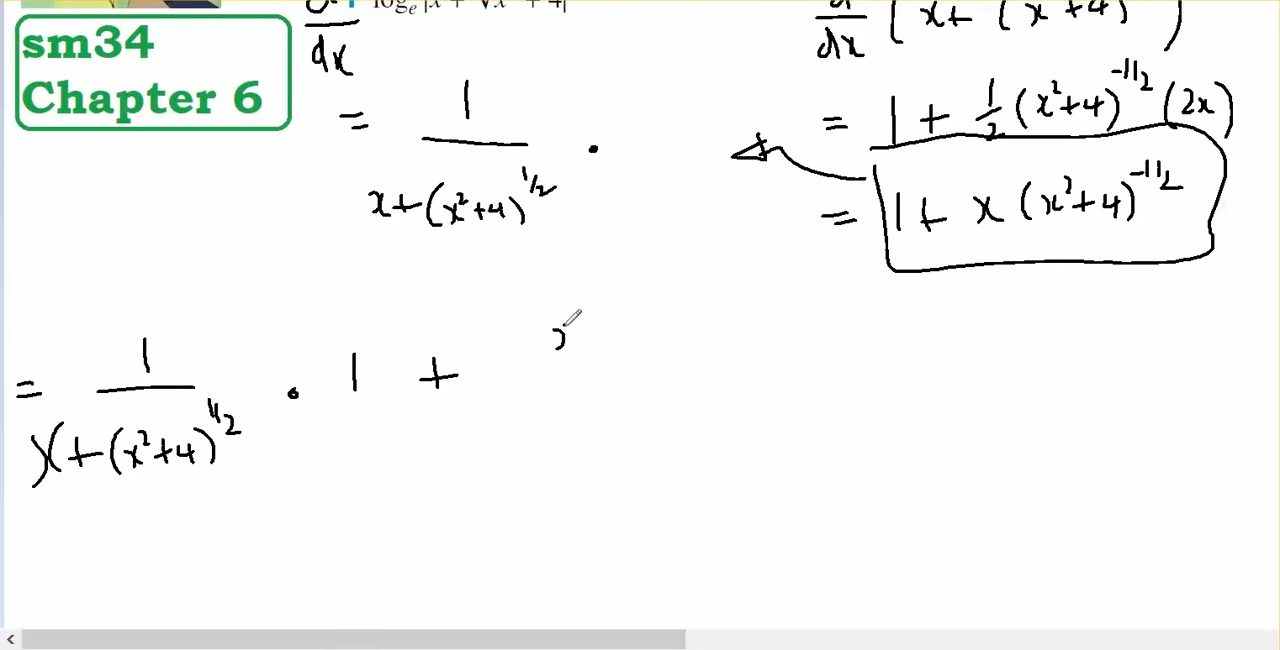 sm34
Chapter 6
d/dx logₑ |x + √x² + 4|
= 1/(x+(x²+4)^1/2) ·
d/dx (x+ (x²+4)
= 1 + 1/2 (x²+4)^-1/2 (2x)
= 1 + x (x²+4)^-1/2
= 1/(x+(x²+4)^1/2) · 1 +